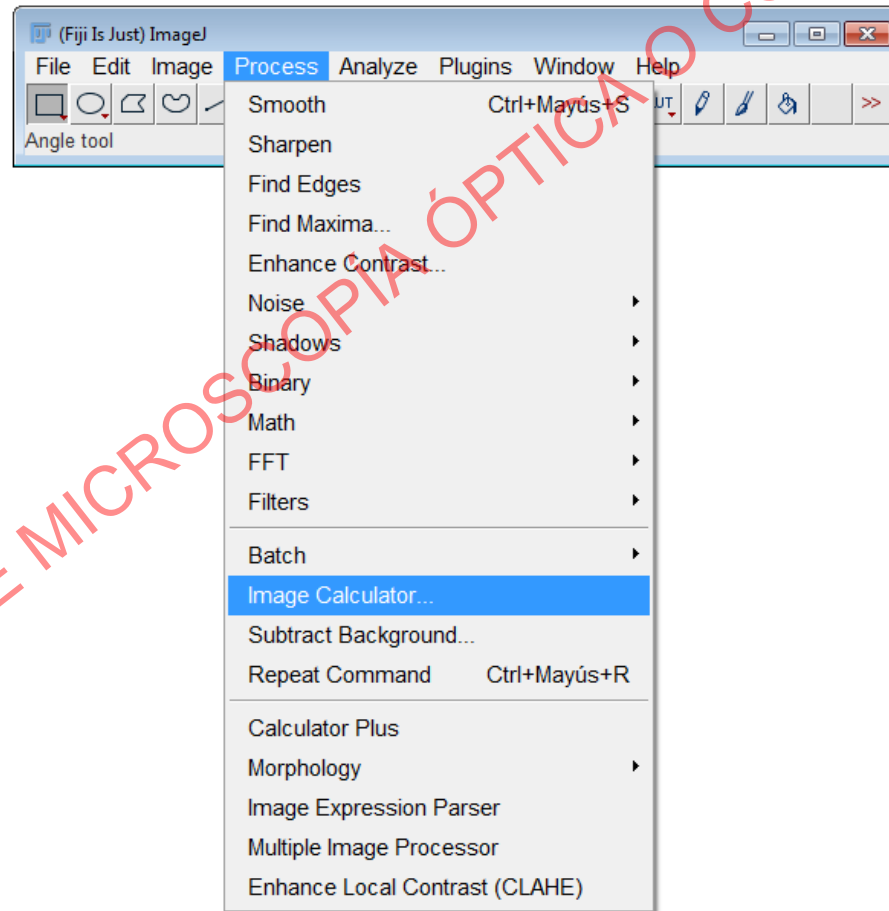 (Fiji Is Just) ImageJ
File Edit Image Process Analyze Plugins Window Help
Smooth Ctrl+Mayús+S
Angle tool
Sharpen
Find Edges
Find Maxima...
Enhance Contrast...
Noise
Shadows
Binary
Math
FFT
Filters
Batch
Image Calculator...
Subtract Background...
Repeat Command Ctrl+Mayús+R
Calculator Plus
Morphology
Image Expression Parser
Multiple Image Processor
Enhance Local Contrast (CLAHE)
E MICROSCOPÍA ÓPTICA O